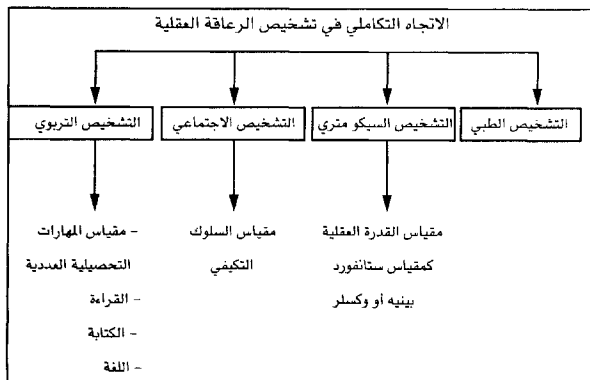 الاتجاه التكاملي في تشخيص الرعاقة العقلية
التشخيص الطبي
التشخيص السيكو متري
التشخيص الاجتماعي
التشخيص التربوي
مقياس القدرة العقلية
كمقياس ستانفورد
بينيه أو وكسلر
مقياس السلوك
التكيفي
- مقياس المهارات
التحصيلية العددية
- القراءة
- الكتابة
- اللغة